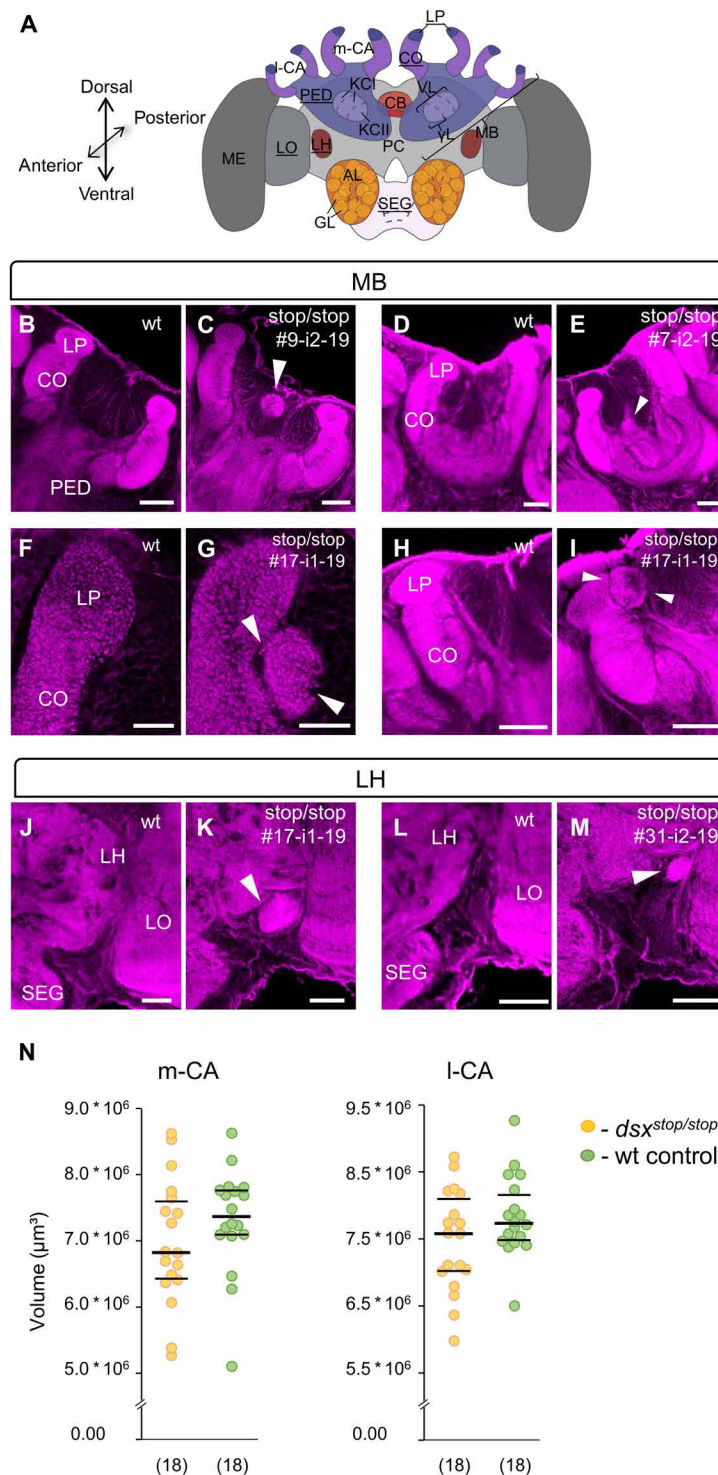 A
LP
m-CA
CO
l-CA
KCI
VL
PED
CB
Dorsal
Posterior
KCII
γL
MB
PC
Anterior
Ventral
ME
LO
LH
AL
SEG
GL
MB
B
wt
LP
CO
PED
C
stop/stop
#9-i2-19
D
wt
LP
CO
E
stop/stop
#7-i2-19
F
wt
LP
CO
G
stop/stop
#17-i1-19
H
wt
LP
CO
I
stop/stop
#17-i1-19
LH
J
wt
LH
LO
SEG
K
stop/stop
#17-i1-19
L
wt
LH
LO
SEG
M
stop/stop
#31-i2-19
N
m-CA
l-CA
Volume (µm³)
9.0 * 10⁶
8.0 * 10⁶
7.0 * 10⁶
6.0 * 10⁶
5.0 * 10⁶
0.00
(18)
(18)
9.5 * 10⁶
8.5 * 10⁶
7.5 * 10⁶
6.5 * 10⁶
5.5 * 10⁶
0.00
(18)
(18)
- dsx^stop/stop
- wt control